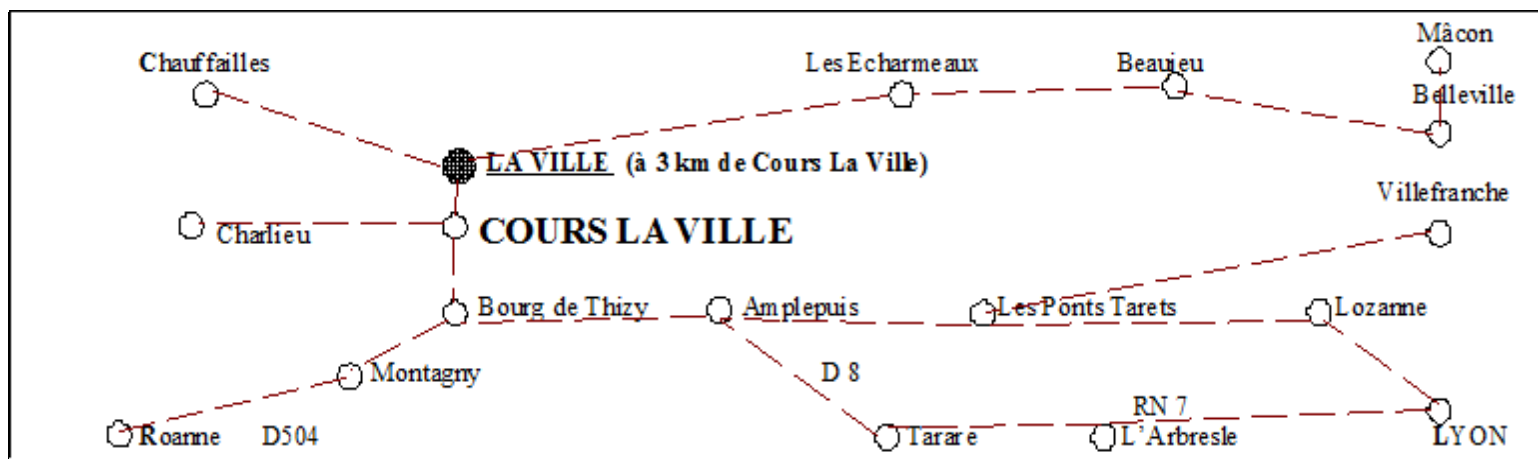 Mâcon
Chauffailles
Les Echarmeaux
Beaujeu
Belleville
LA VILLE (à 3 km de Cours La Ville)
Villefranche
Charlieu
COURS LA VILLE
Bourg de Thizy
Amplepuis
Les Ponts Tarets
Lozanne
Montagny
D 8
RN 7
Roanne D504
Tarare
L'Arbresle
LYON